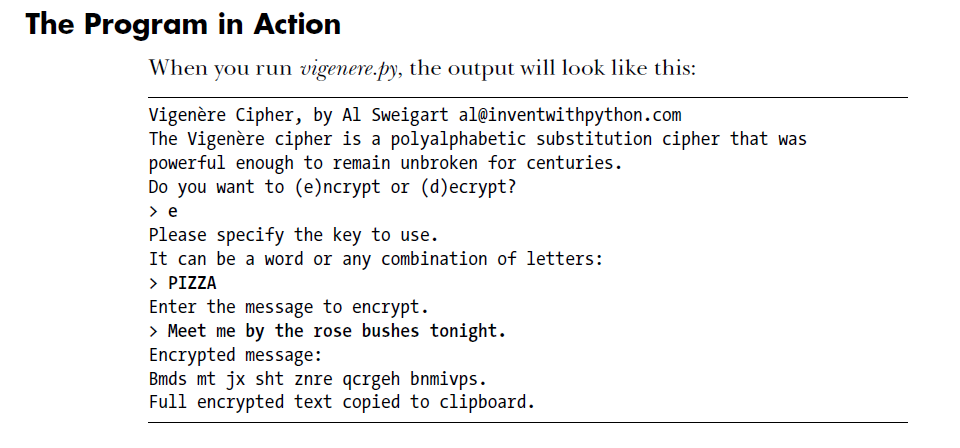 The Program in Action
When you run vigenere.py, the output will look like this:
Vigenère Cipher, by Al Sweigart al@inventwithpython.com
The Vigenère cipher is a polyalphabetic substitution cipher that was
powerful enough to remain unbroken for centuries.
Do you want to (e)ncrypt or (d)ecrypt?
> e
Please specify the key to use.
It can be a word or any combination of letters:
> PIZZA
Enter the message to encrypt.
> Meet me by the rose bushes tonight.
Encrypted message:
Bmds mt jx sht znre qcrgeh bnmivps.
Full encrypted text copied to clipboard.